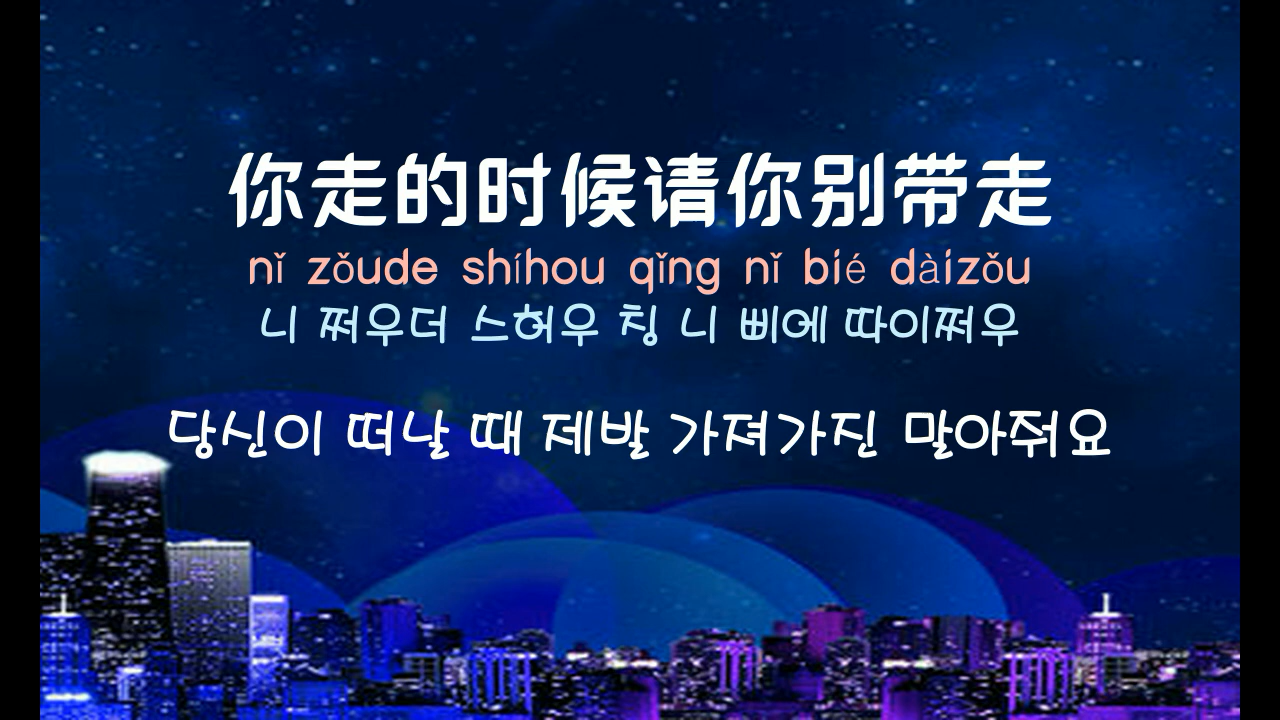 你走的时候请你别带走
nǐ zǒude shíhou qǐng nǐ bié dàizǒu
니 쩌우더 스허우 칭 니 삐에 따이쩌우
당신이 떠날 때 제발 가져가진 말아줘요